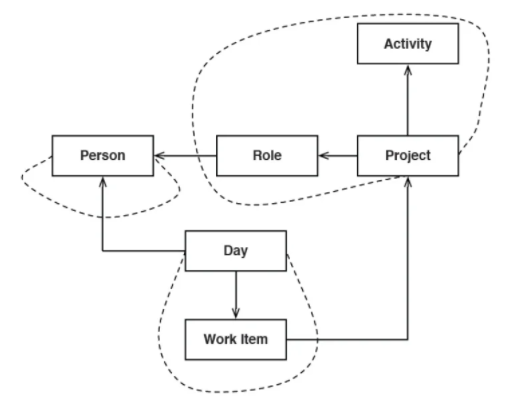 Activity
Person
Role
Project
Day
Work Item